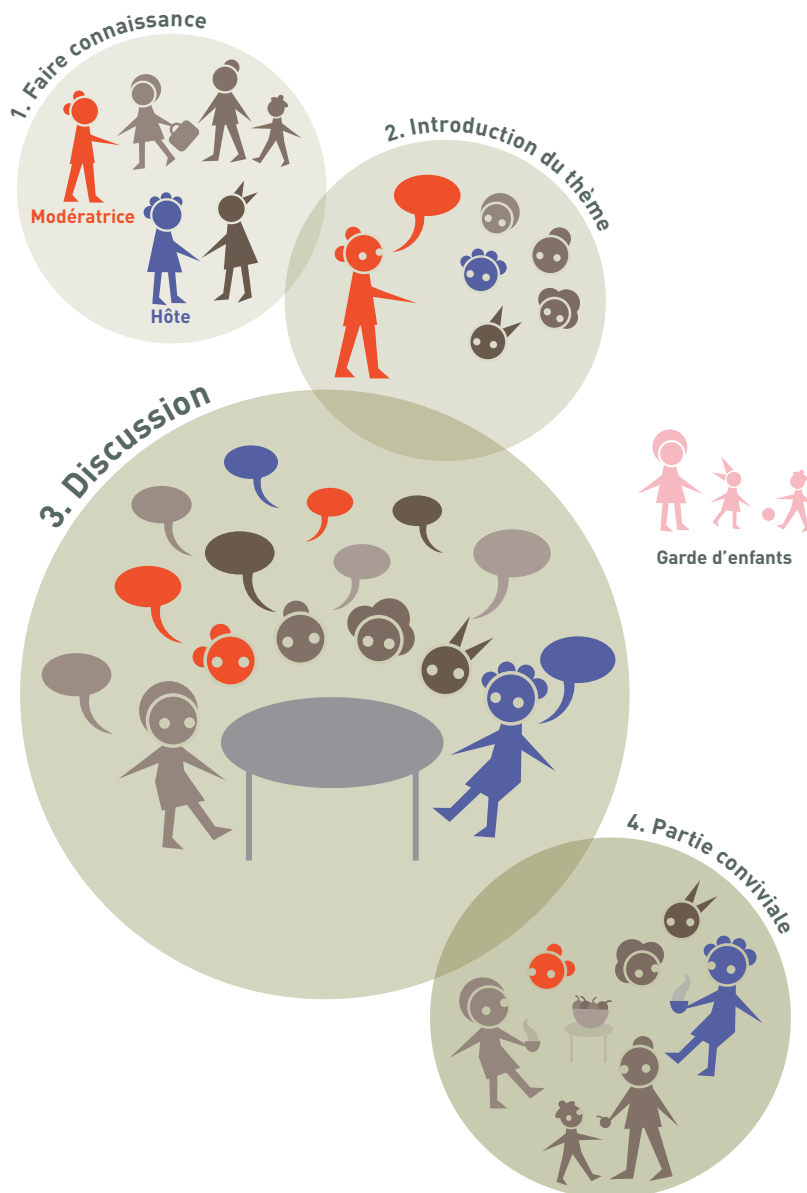 1. Faire connaissance
Modératrice
Hôte
2. Introduction du thème
3. Discussion
Garde d'enfants
4. Partie conviviale